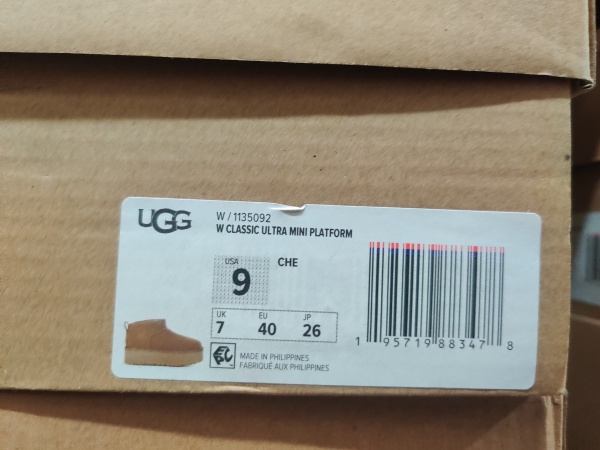 UGG
W / 1135092
W CLASSIC ULTRA MINI PLATFORM
USA
9
CHE
UK EU JP
7 40 26
MADE IN PHILIPPINES
FABRIQUÉ AUX PHILIPPINES
1 95719 88347 8